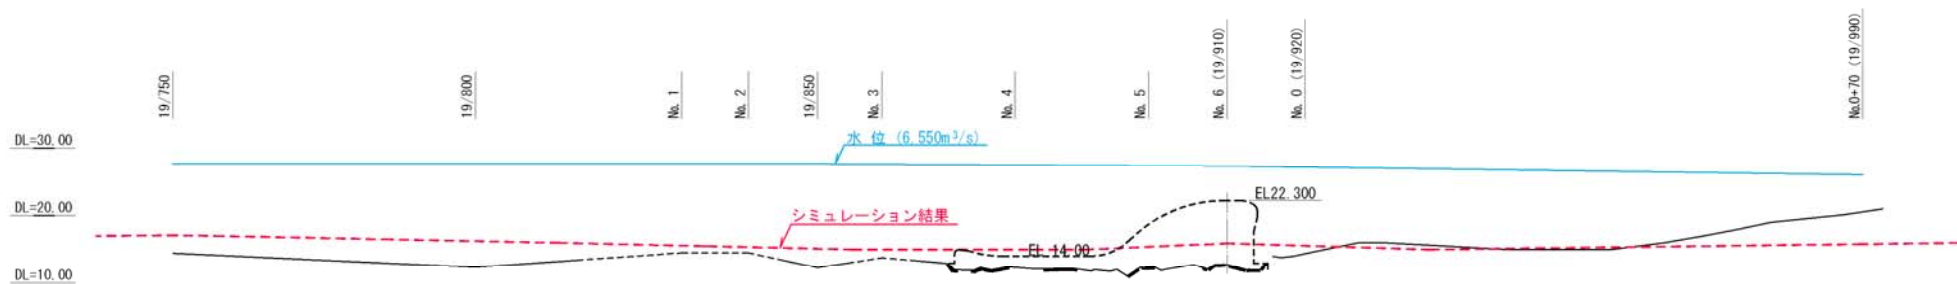 19/750
19/800
No. 1
No. 2
19/850
No. 3
No. 4
No. 5
No. 6 (19/910)
No. 0 (19/920)
No.0+70 (19/990)
DL=30.00
水 位 (6,550m³/s)
DL=20.00
EL22.300
シミュレーション結果
EL 14.00
DL=10.00